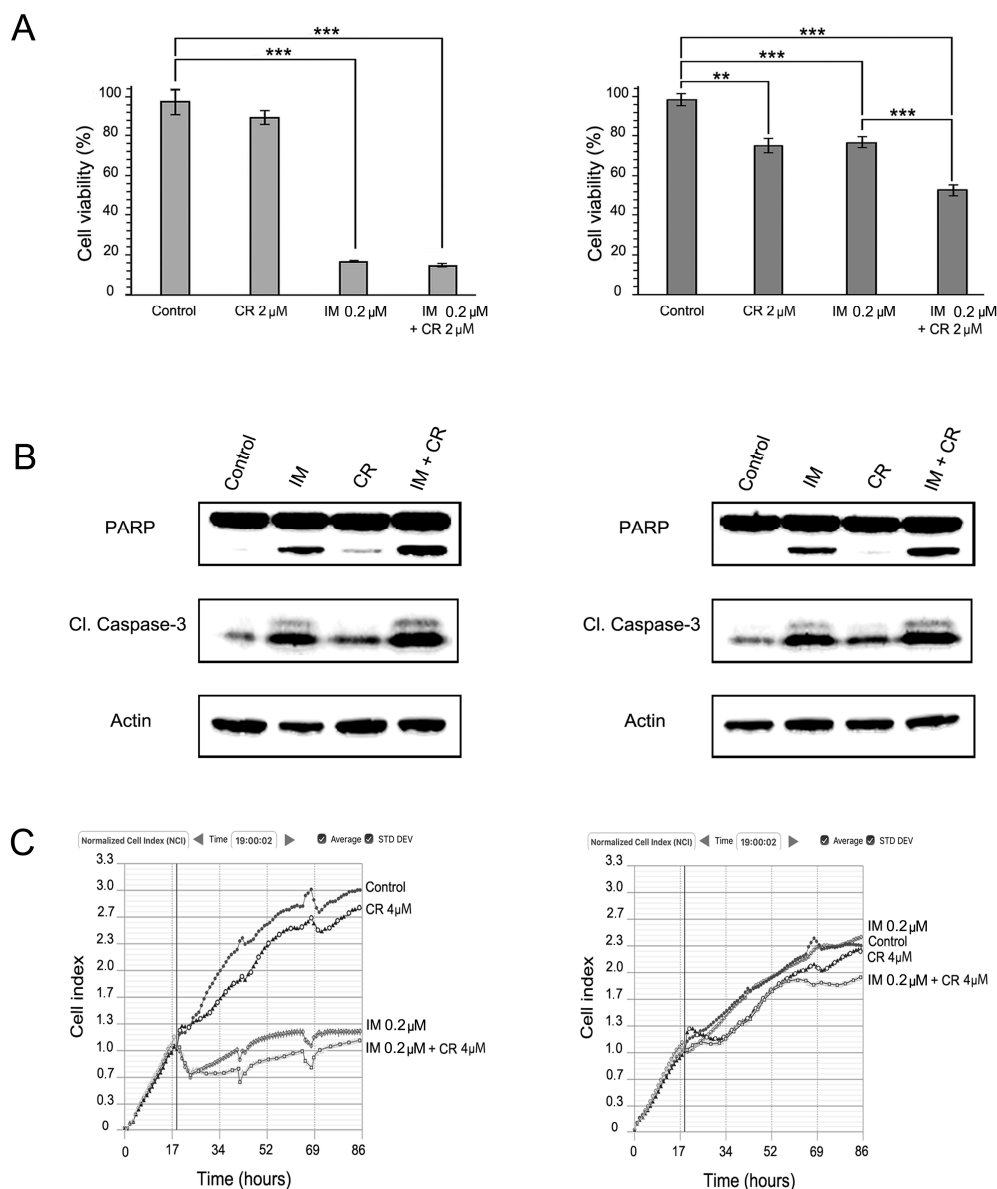 A
***
***
Cell viability (%)
100
80
60
40
20
0
Control
CR 2 µM
IM 0.2 µM
IM 0.2 µM
+ CR 2 µM
***
***
**
***
Cell viability (%)
100
80
60
40
20
0
Control
CR 2 µM
IM 0.2 µM
IM 0.2 µM
+ CR 2 µM
B
Control
IM
CR
IM + CR
PARP
Cl. Caspase-3
Actin
Control
IM
CR
IM + CR
PARP
Cl. Caspase-3
Actin
C
Normalized Cell Index (NCI) Time 19:00:02 Average STD DEV
Cell index
3.3
3.0
2.7
2.3
2.0
1.7
1.3
1.0
0.7
0.3
0
Control
CR 4µM
IM 0.2µM
IM 0.2µM + CR 4µM
0 17 34 52 69 86
Time (hours)
Normalized Cell Index (NCI) Time 19:00:02 Average STD DEV
Cell index
3.3
3.0
2.7
2.3
2.0
1.7
1.3
1.0
0.7
0.3
0
IM 0.2µM
Control
CR 4µM
IM 0.2µM + CR 4µM
0 17 34 52 69 86
Time (hours)